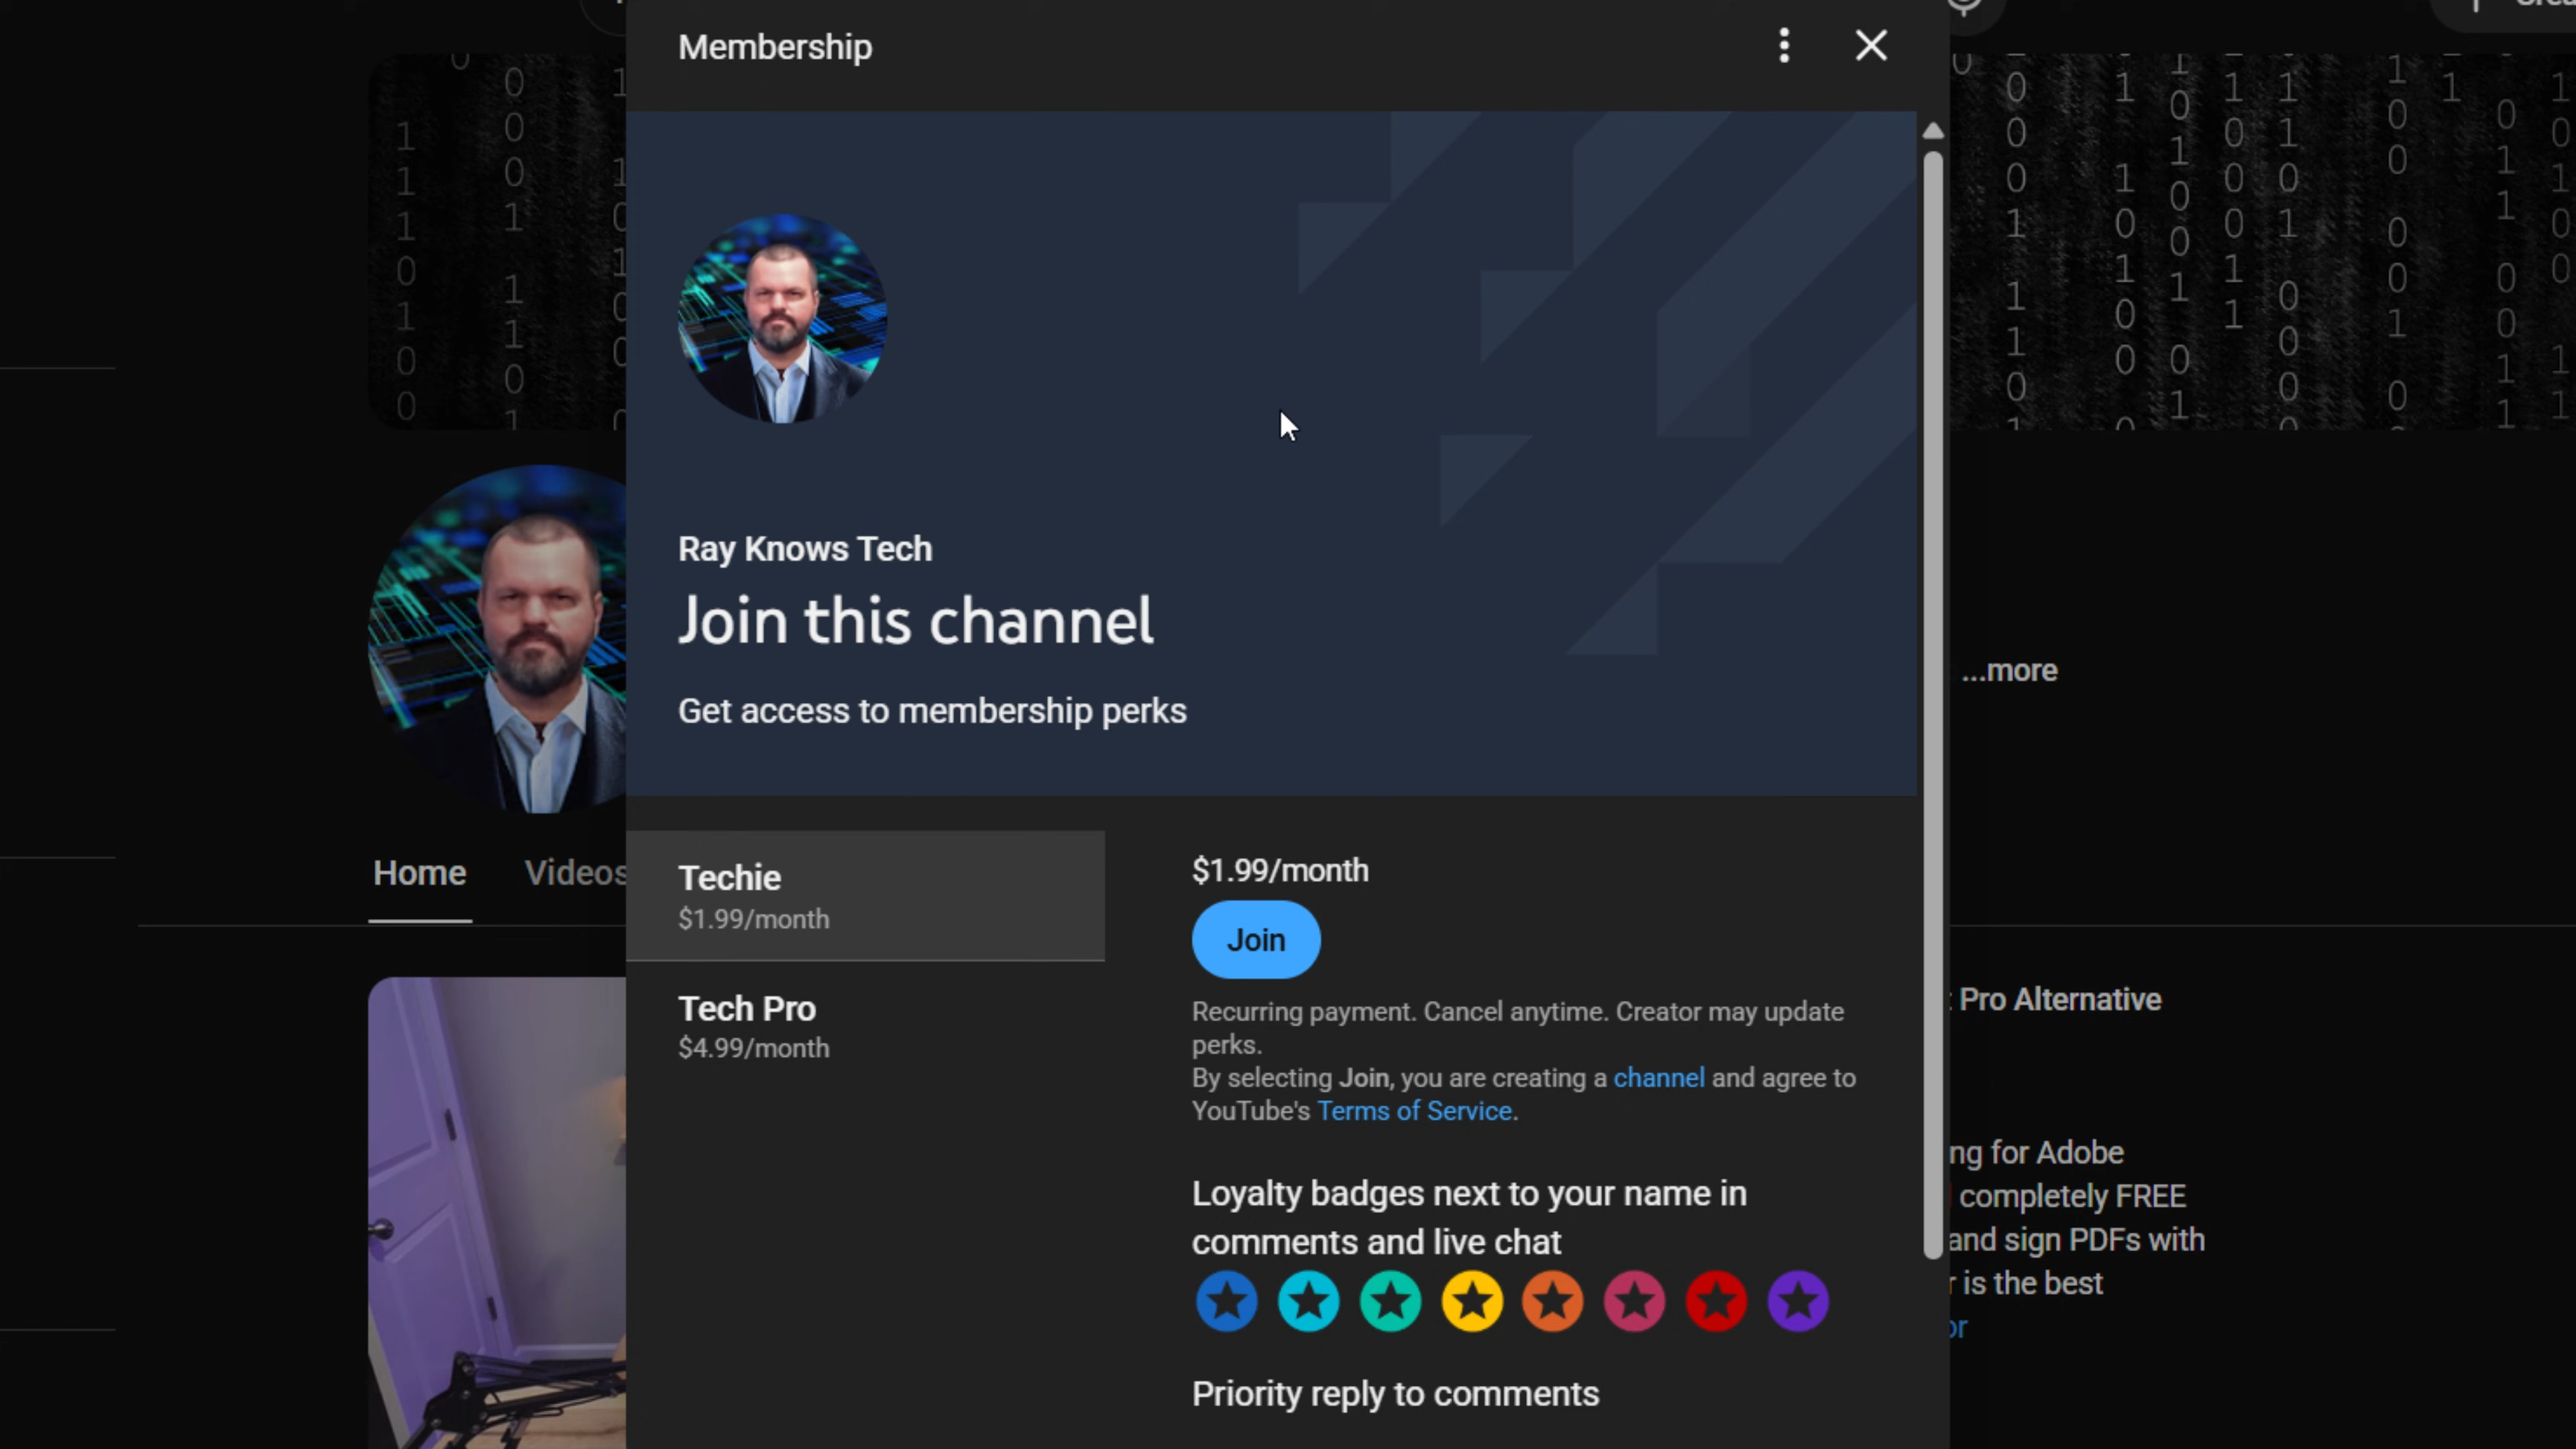 Membership
Ray Knows Tech
Join this channel
Get access to membership perks
...more
Home Videos
Techie
$1.99/month
Tech Pro
$4.99/month
$1.99/month
Join
Recurring payment. Cancel anytime. Creator may update
perks.
By selecting Join, you are creating a channel and agree to
YouTube's Terms of Service.
Loyalty badges next to your name in
comments and live chat
Priority reply to comments
Pro Alternative
ng for Adobe
completely FREE
and sign PDFs with
r is the best
or